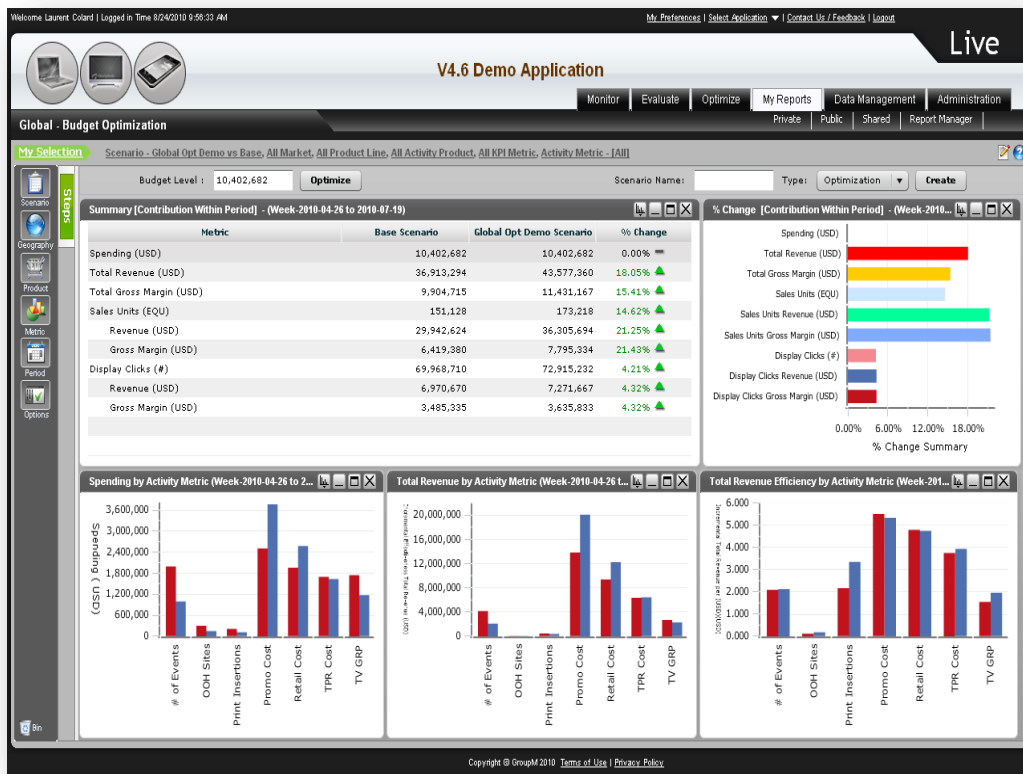 Welcome Laurent Colard | Logged in Time 8/24/2010 9:56:33 AM
My Preferences | Select Application ▼ | Contact Us / Feedback | Logout
Live
V4.6 Demo Application
Monitor Evaluate Optimize My Reports Data Management Administration
Global - Budget Optimization
Private Public Shared Report Manager
My Selection Scenario - Global Opt Demo vs Base, All Market, All Product Line, All Activity Product, All KPI Metric, Activity Metric - [All]
Steps
Scenario
Geography
Product
Metric
Period
Options
Bin
Budget Level : 10,402,682 Optimize Scenario Name: Type: Optimization Create
Summary [Contribution Within Period] - (Week-2010-04-26 to 2010-07-19)
Metric Base Scenario Global Opt Demo Scenario % Change
Spending (USD) 10,402,682 10,402,682 0.00%
Total Revenue (USD) 36,913,294 43,577,360 18.05%
Total Gross Margin (USD) 9,904,715 11,431,167 15.41%
Sales Units (EQU) 151,128 173,218 14.62%
Revenue (USD) 29,942,624 36,305,694 21.25%
Gross Margin (USD) 6,419,380 7,795,334 21.43%
Display Clicks (#) 69,968,710 72,915,232 4.21%
Revenue (USD) 6,970,670 7,271,667 4.32%
Gross Margin (USD) 3,485,335 3,635,833 4.32%
% Change [Contribution Within Period] - (Week-2010...
Spending (USD)
Total Revenue (USD)
Total Gross Margin (USD)
Sales Units (EQU)
Sales Units Revenue (USD)
Sales Units Gross Margin (USD)
Display Clicks (#)
Display Clicks Revenue (USD)
Display Clicks Gross Margin (USD)
0.00% 6.00% 12.00% 18.00%
% Change Summary
Spending by Activity Metric (Week-2010-04-26 to 2...
Spending (USD)
3,600,000
3,000,000
2,400,000
1,800,000
1,200,000
600,000
0
# of Events
OOH Sites
Print Insertions
Promo Cost
Retail Cost
TPR Cost
TV GRP
Total Revenue by Activity Metric (Week-2010-04-26 t...
20,000,000
16,000,000
12,000,000
8,000,000
4,000,000
0
# of Events
OOH Sites
Print Insertions
Promo Cost
Retail Cost
TPR Cost
TV GRP
Total Revenue Efficiency by Activity Metric (Week-201...
Incremental Total Revenue per (USD)(USD)
6.000
5.000
4.000
3.000
2.000
1.000
0.000
# of Events
OOH Sites
Print Insertions
Promo Cost
Retail Cost
TPR Cost
TV GRP
Copyright @ GroupM 2010 Terms of Use | Privacy Policy